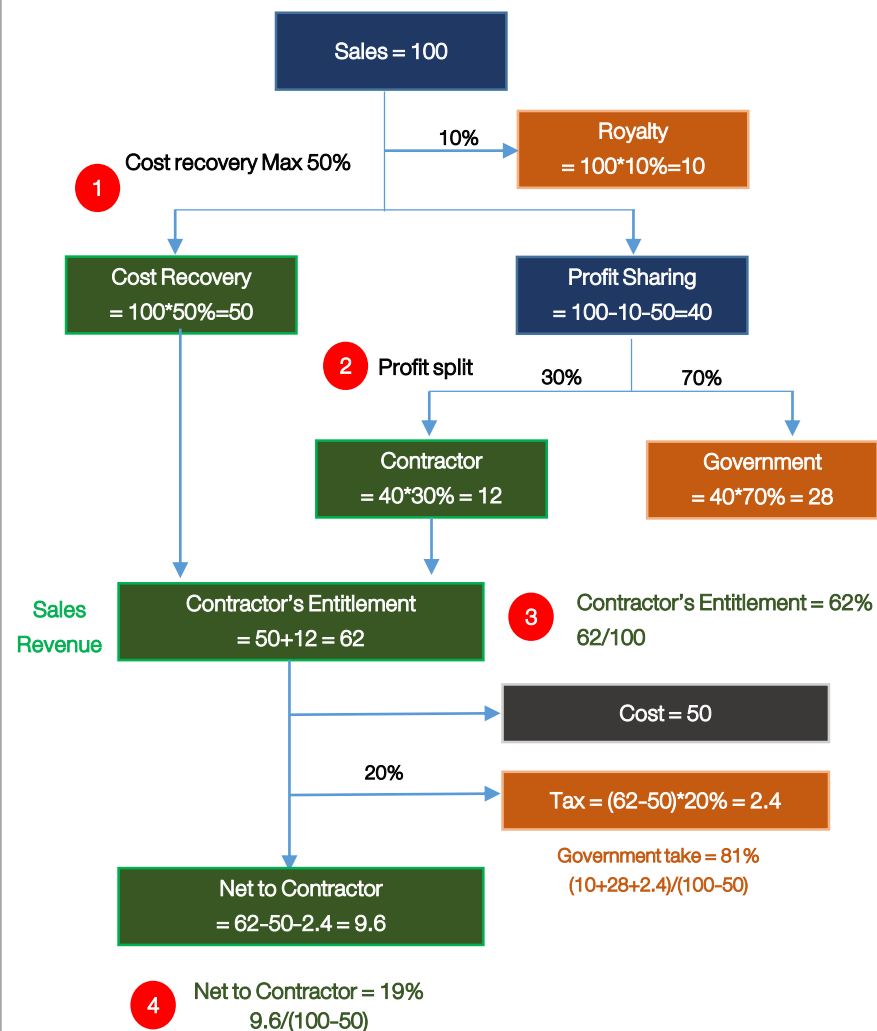 Sales = 100
10%
Royalty
= 100*10%=10
Cost recovery Max 50%
1
Cost Recovery
= 100*50%=50
Profit Sharing
= 100-10-50=40
2
Profit split
30%
70%
Contractor
= 40*30% = 12
Government
= 40*70% = 28
Sales
Revenue
Contractor's Entitlement
= 50+12 = 62
3
Contractor's Entitlement = 62%
62/100
Cost = 50
20%
Tax = (62-50)*20% = 2.4
Government take = 81%
(10+28+2.4)/(100-50)
Net to Contractor
= 62-50-2.4 = 9.6
4
Net to Contractor = 19%
9.6/(100-50)